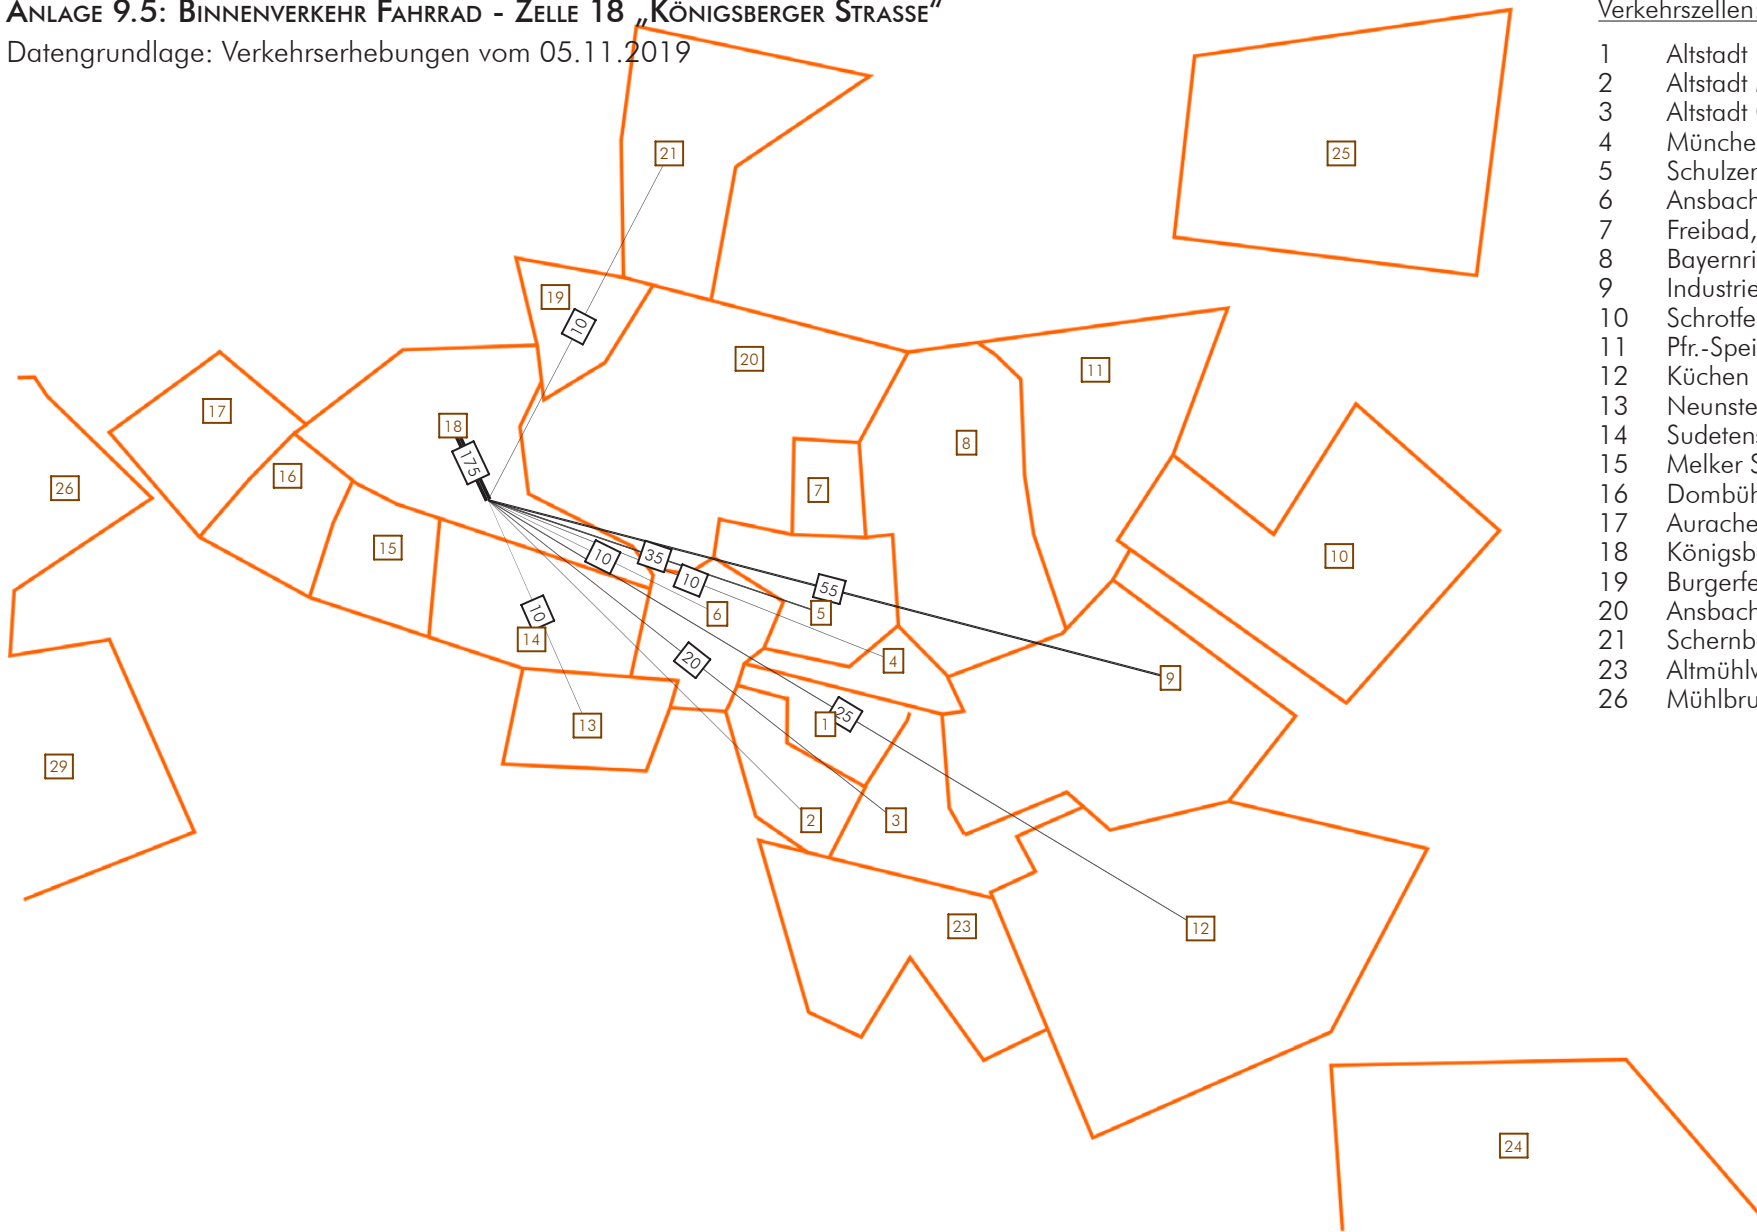 ANLAGE 9.5: BINNENVERKEHR FAHRRAD - ZELLE 18 „KÖNIGSBERGER STRASSE“
Datengrundlage: Verkehrserhebungen vom 05.11.2019
Verkehrszellen:
1 Altstadt
2 Altstadt
3 Altstadt
4 Münche
5 Schulzer
6 Ansbach
7 Freibad,
8 Bayernri
9 Industrie
10 Schrotfe
11 Pfr.-Spei
12 Küchen
13 Neunste
14 Sudeten
15 Melker S
16 Dombüh
17 Aurache
18 Königsb
19 Burgerfe
20 Ansbach
21 Schernb
23 Altmühlv
26 Mühlbru
21
25
19
10
20
11
17
18
8
175
16
26
7
15
10
35
10
55
10
6
5
10
14
20
4
9
25
1
13
29
2
3
23
12
24